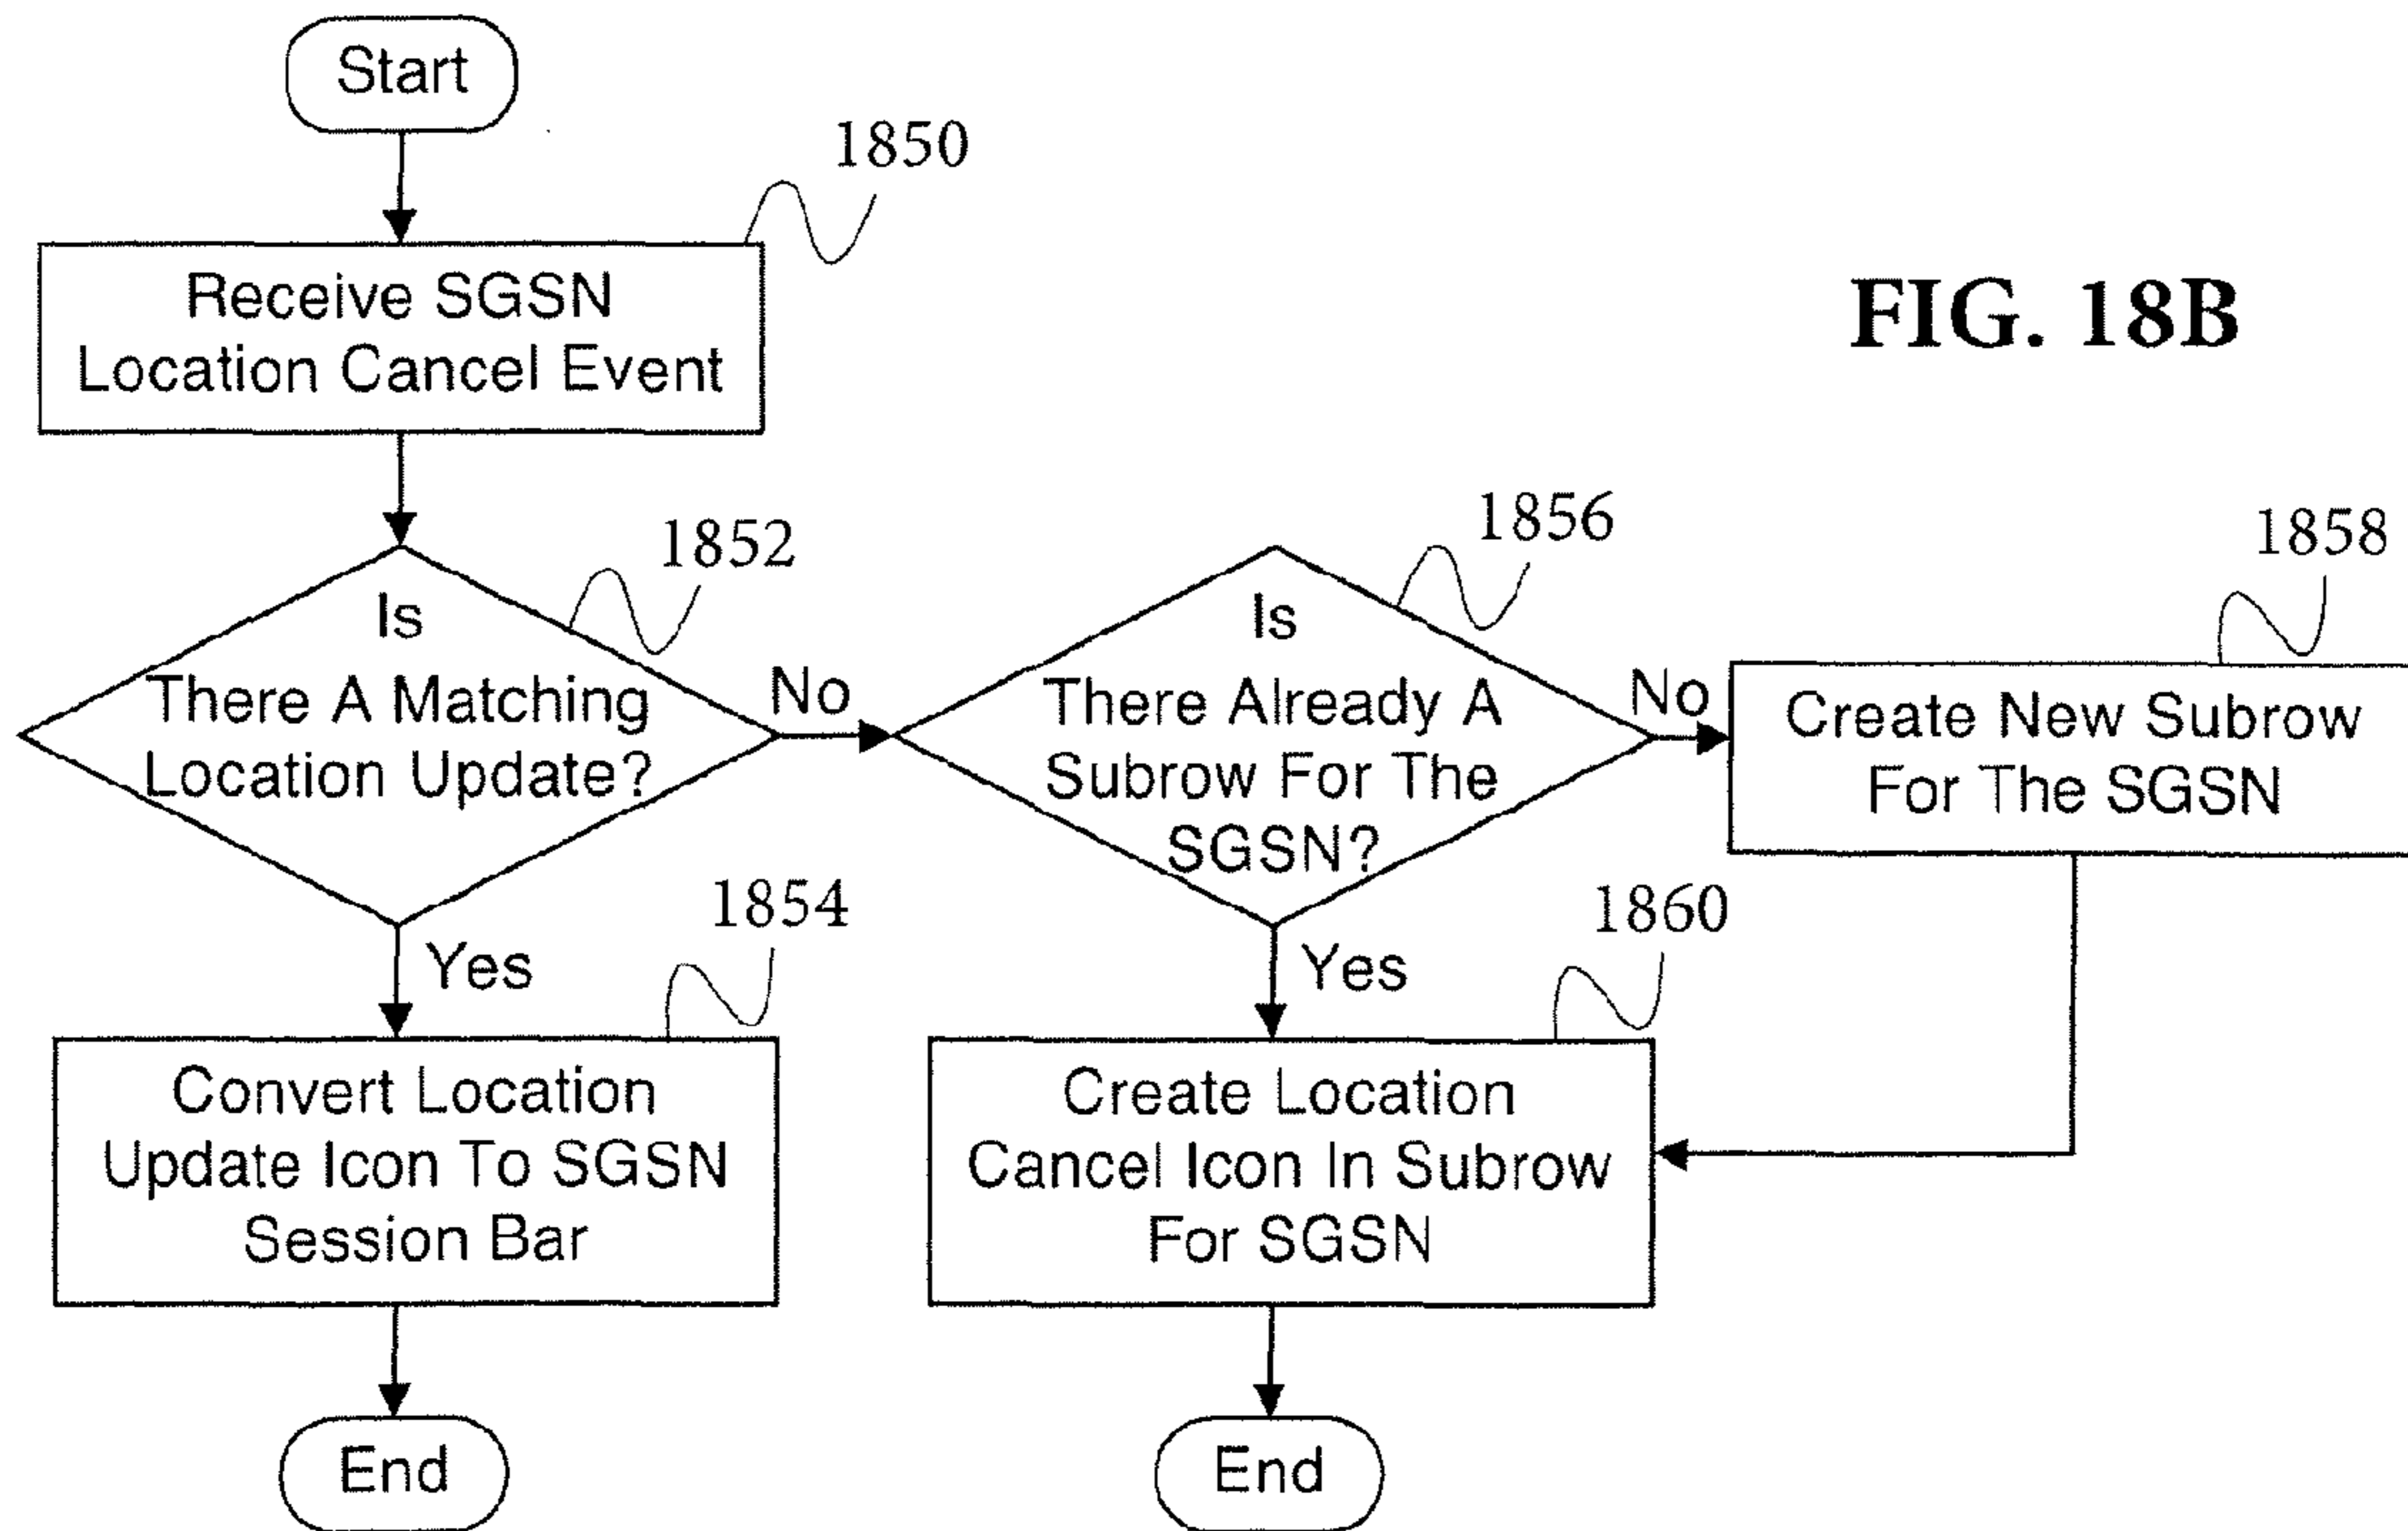 Start
1850
Receive SGSN
Location Cancel Event
FIG. 18B
1852
Is
There A Matching
Location Update?
No
1856
Is
There Already A
Subrow For The
SGSN?
No
1858
Create New Subrow
For The SGSN
Yes
1854
Convert Location
Update Icon To SGSN
Session Bar
Yes
1860
Create Location
Cancel Icon In Subrow
For SGSN
End
End